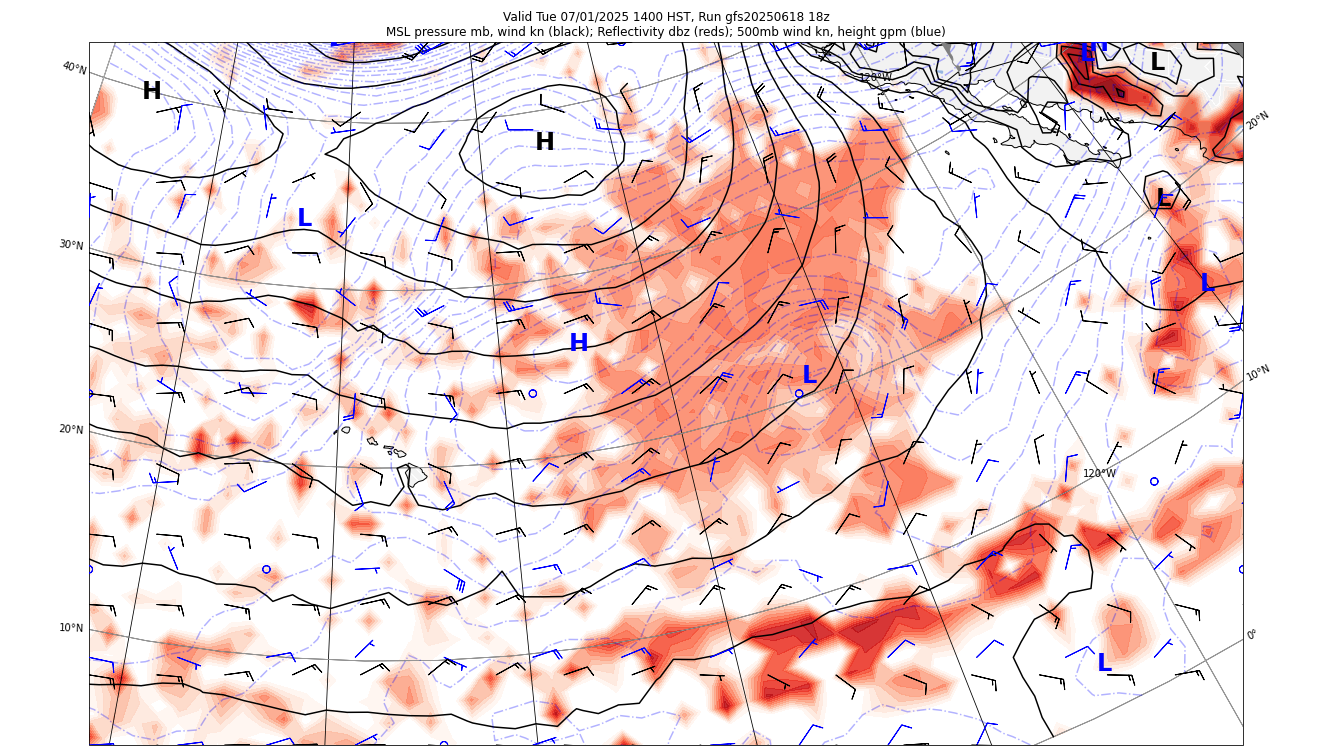 Valid Tue 07/01/2025 1400 HST, Run gfs20250618 18z
MSL pressure mb, wind kn (black); Reflectivity dbz (reds); 500mb wind kn, height gpm (blue)
40°N
H
H
120°W
H
L
20°N
L
L
30°N
L
H
L
10°N
20°N
120°W
10°N
0°
L